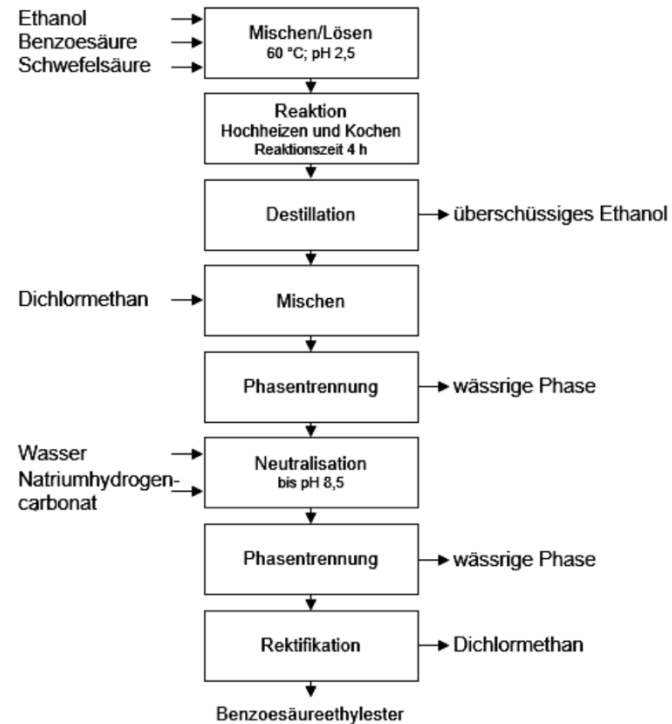 Ethanol
Benzoesäure
Schwefelsäure
Mischen/Lösen
60 °C; pH 2,5
Reaktion
Hochheizen und Kochen
Reaktionszeit 4 h
Destillation
überschüssiges Ethanol
Dichlormethan
Mischen
Phasentrennung
wässrige Phase
Wasser
Natriumhydrogen-
carbonat
Neutralisation
bis pH 8,5
Phasentrennung
wässrige Phase
Rektifikation
Dichlormethan
Benzoesäureethylester